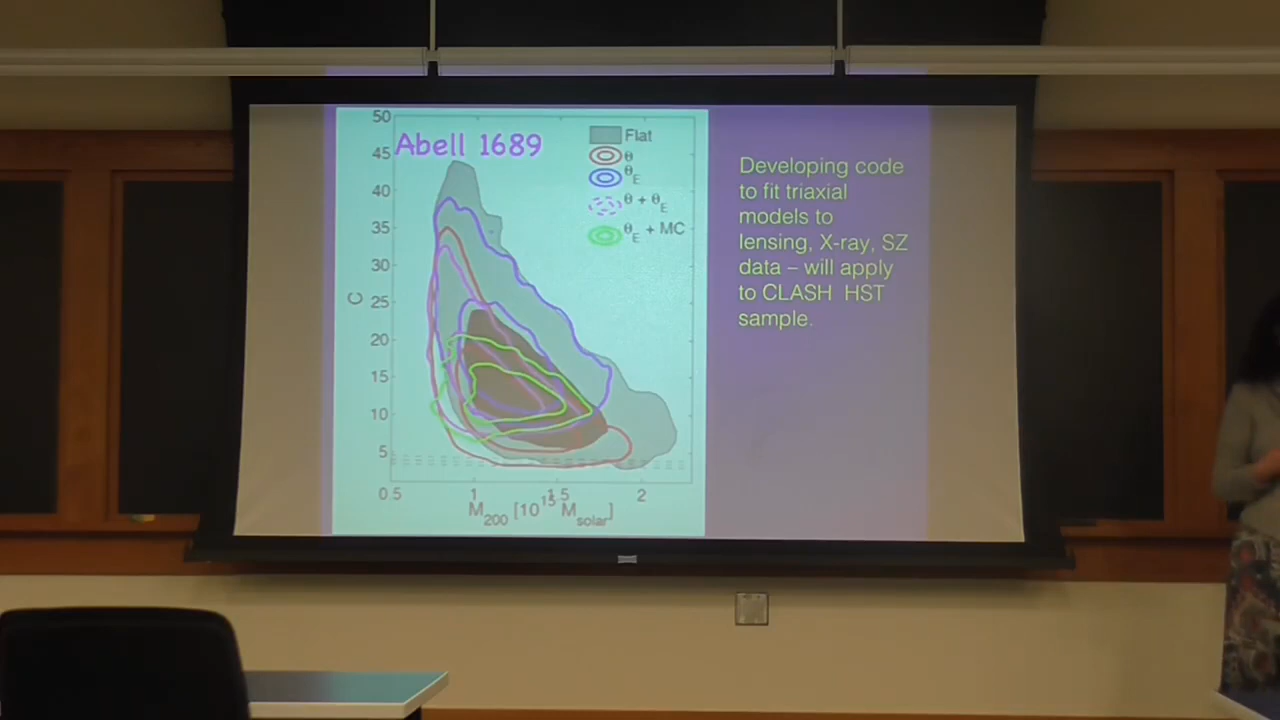 Abell 1689
50
45
40
35
30
25
20
15
10
5
C
0.5 1 1.5 2
M200 [10^15 Msolar]
Flat
θ
θE
θ + θE
θE + MC
Developing code
to fit triaxial
models to
lensing, X-ray, SZ
data – will apply
to CLASH HST
sample.